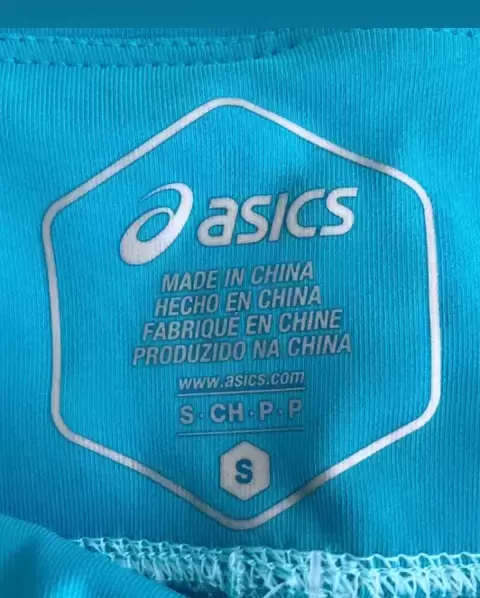 asics
MADE IN CHINA
HECHO EN CHINA
FABRIQUÉ EN CHINE
PRODUZIDO NA CHINA
www.asics.com
S · CH · P · P
S